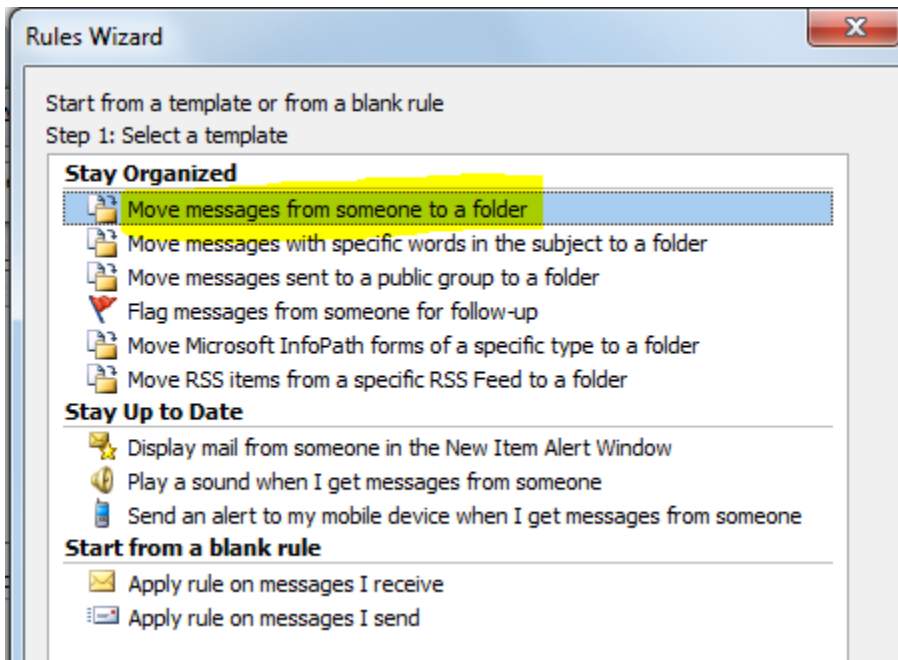 Rules Wizard
Start from a template or from a blank rule
Step 1: Select a template
Stay Organized
Move messages from someone to a folder
Move messages with specific words in the subject to a folder
Move messages sent to a public group to a folder
Flag messages from someone for follow-up
Move Microsoft InfoPath forms of a specific type to a folder
Move RSS items from a specific RSS Feed to a folder
Stay Up to Date
Display mail from someone in the New Item Alert Window
Play a sound when I get messages from someone
Send an alert to my mobile device when I get messages from someone
Start from a blank rule
Apply rule on messages I receive
Apply rule on messages I send